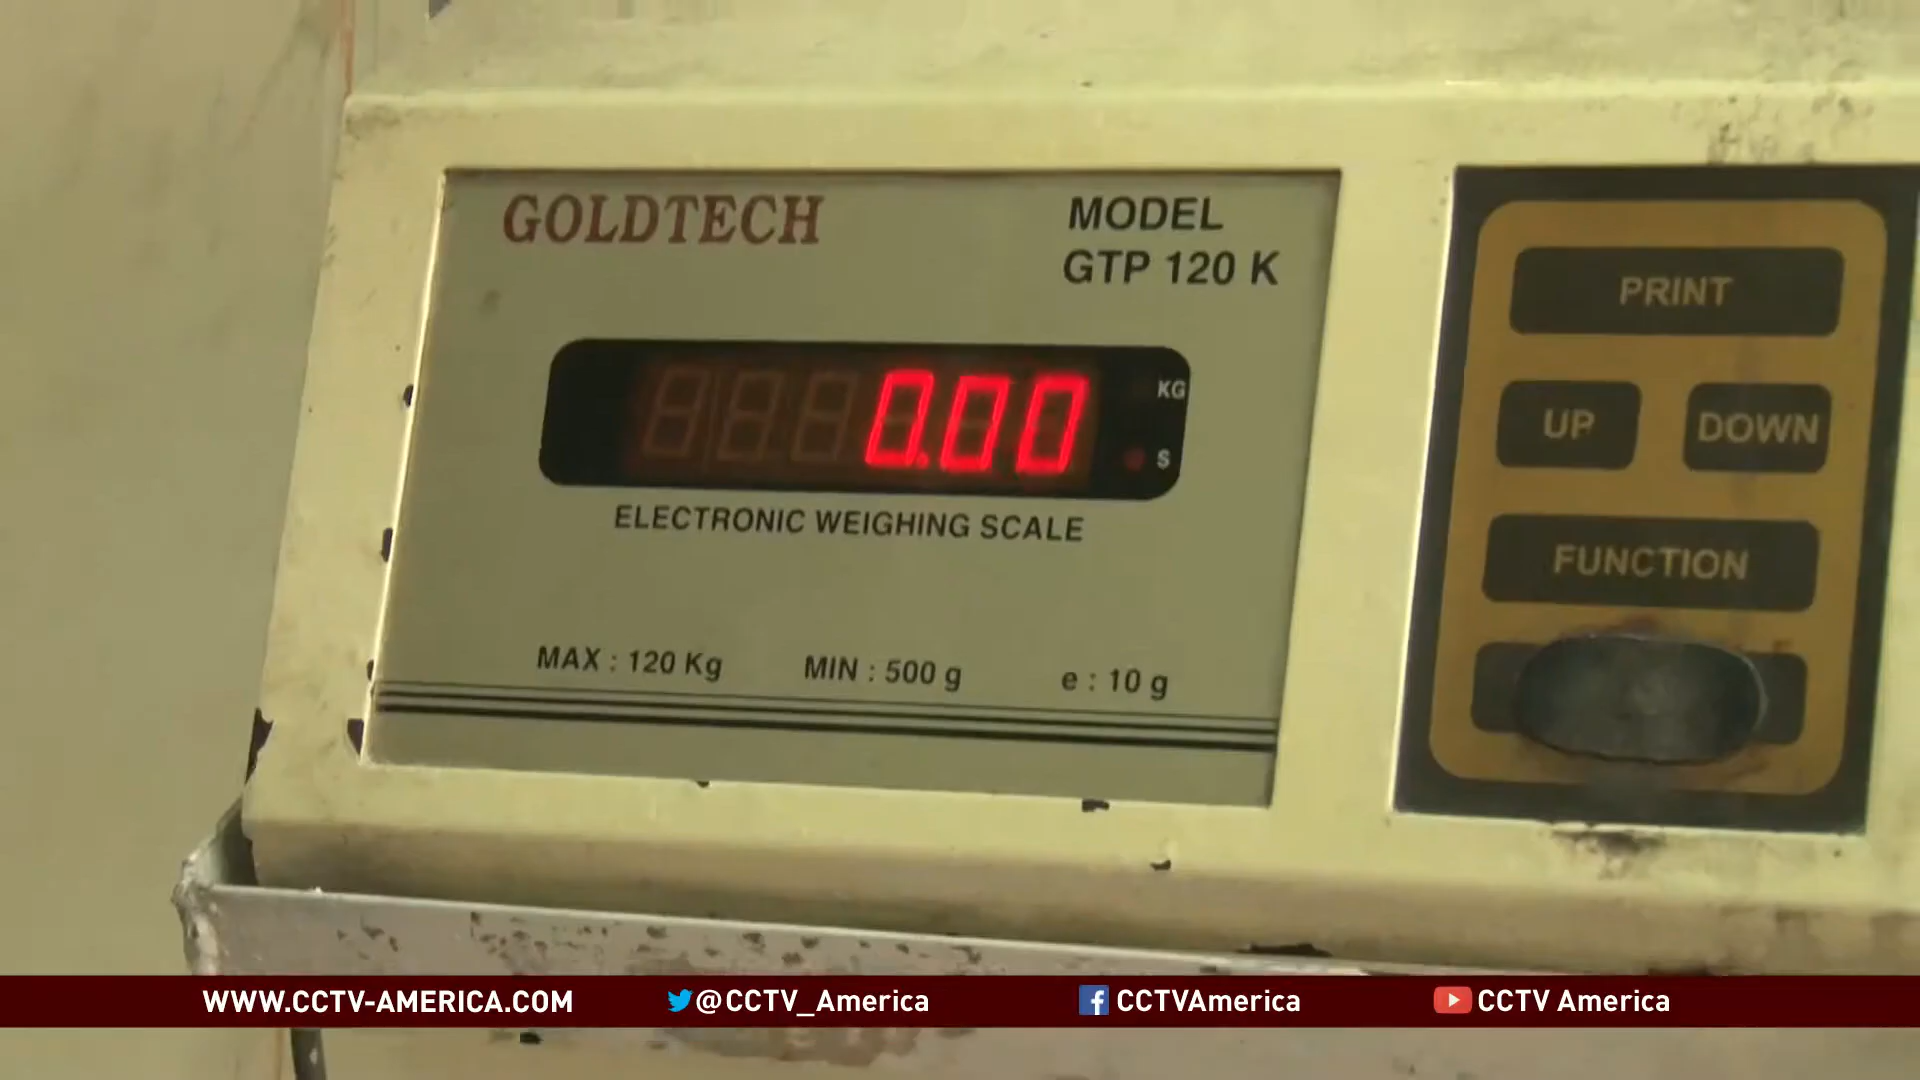 GOLDTECH
MODEL
GTP 120 K
0.00
KG
S
ELECTRONIC WEIGHING SCALE
MAX : 120 Kg MIN : 500 g e : 10 g
PRINT
UP DOWN
FUNCTION
WWW.CCTV-AMERICA.COM @CCTV_America CCTVAmerica CCTV America